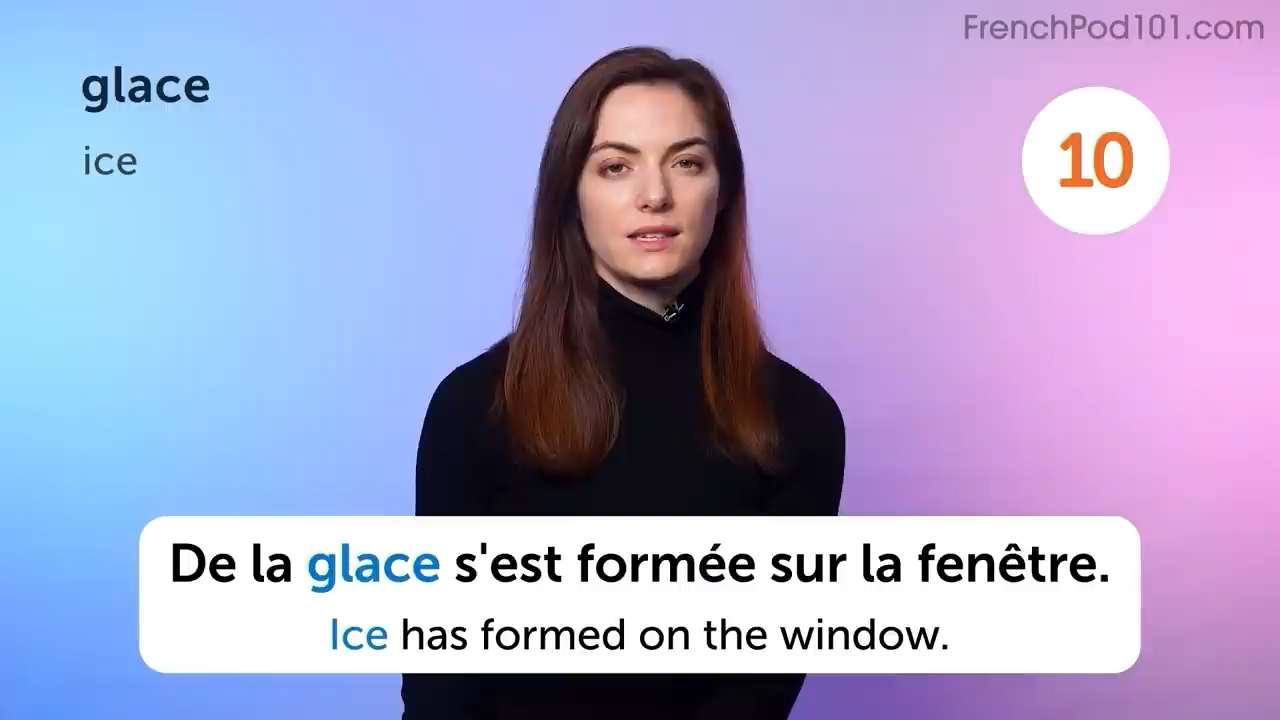 FrenchPod101.com
glace
ice
10
De la glace s'est formée sur la fenêtre.
Ice has formed on the window.